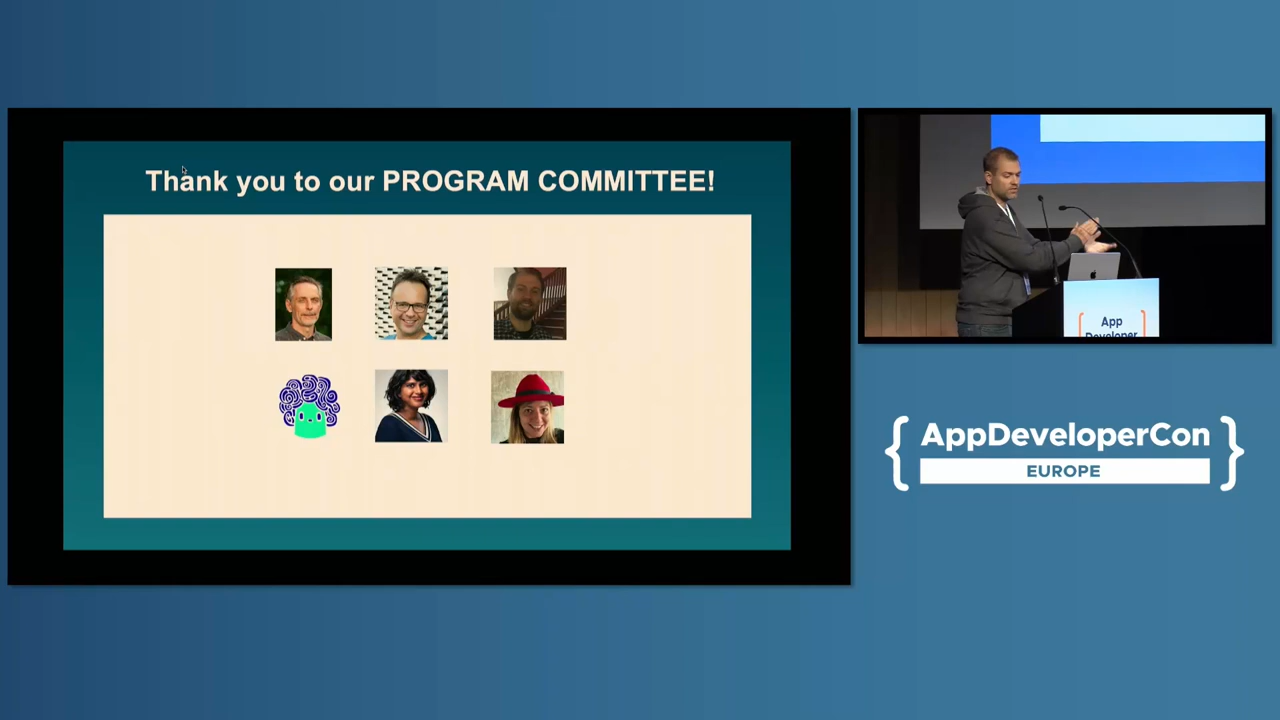 Thank you to our PROGRAM COMMITTEE!
App
Developer
{ AppDeveloperCon }
EUROPE